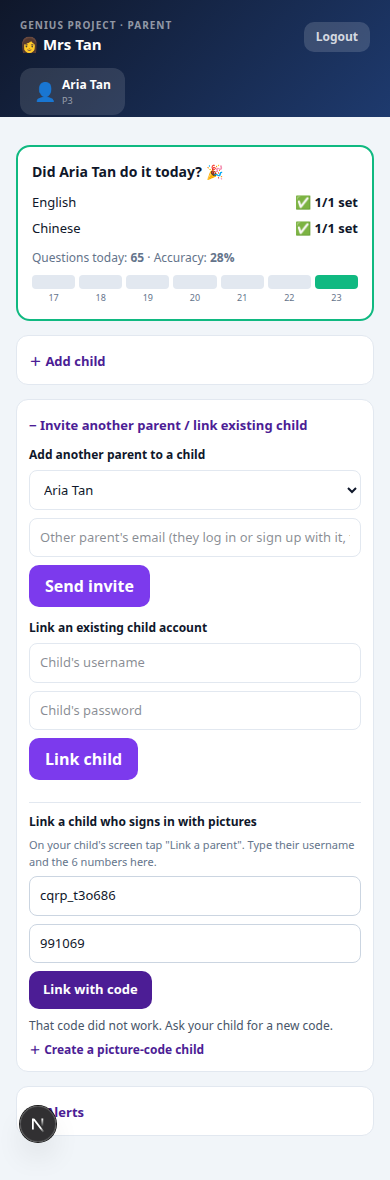 GENIUS PROJECT · PARENT
👩 Mrs Tan
Logout
Aria Tan
P3
Did Aria Tan do it today? 🎉
English ✅ 1/1 set
Chinese ✅ 1/1 set
Questions today: 65 · Accuracy: 28%
17 18 19 20 21 22 23
+ Add child
− Invite another parent / link existing child
Add another parent to a child
Aria Tan
Other parent's email (they log in or sign up with it,
Send invite
Link an existing child account
Child's username
Child's password
Link child
Link a child who signs in with pictures
On your child's screen tap "Link a parent". Type their username
and the 6 numbers here.
cqrp_t3o686
991069
Link with code
That code did not work. Ask your child for a new code.
+ Create a picture-code child
Alerts
N